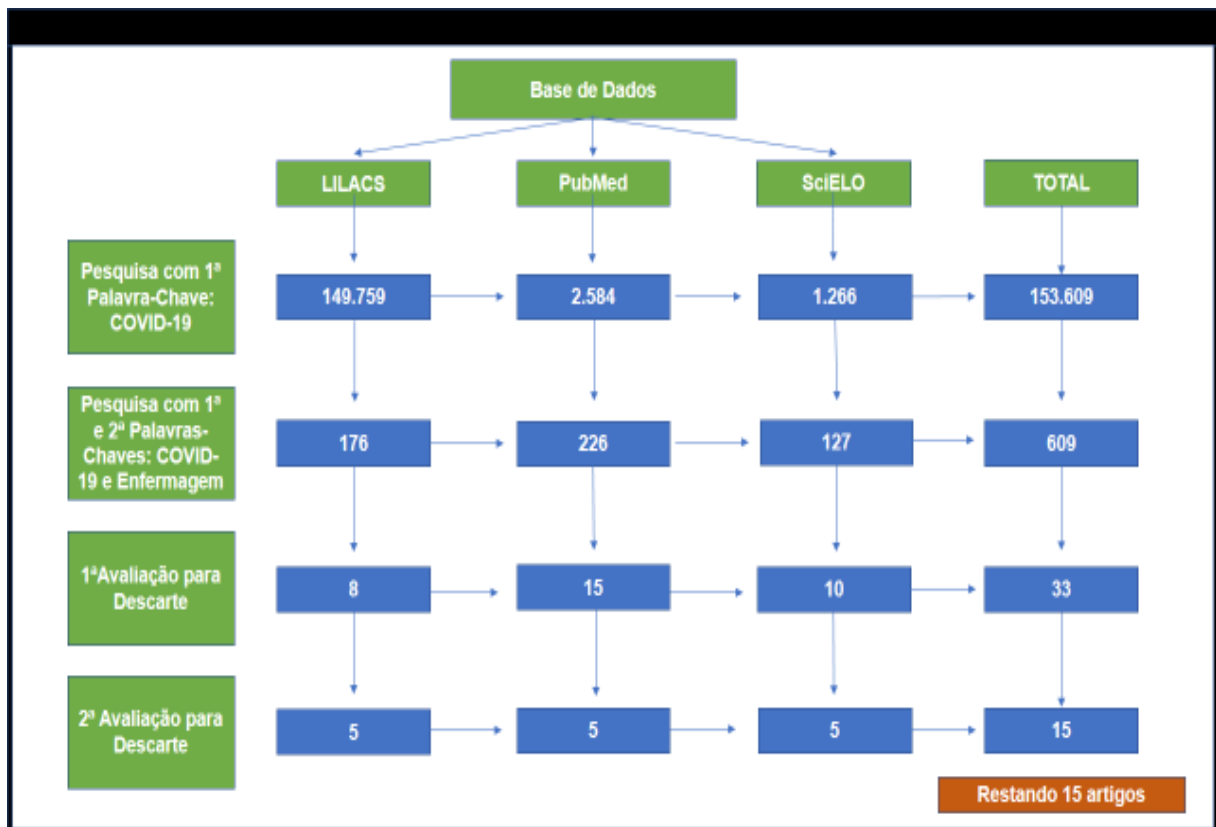 Base de Dados
LILACS
PubMed
SciELO
TOTAL
Pesquisa com 1ª
Palavra-Chave:
COVID-19
149.759
2.584
1.266
153.609
Pesquisa com 1ª
e 2ª Palavras-
Chaves: COVID-
19 e Enfermagem
176
226
127
609
1ªAvaliação para
Descarte
8
15
10
33
2ª Avaliação para
Descarte
5
5
5
15
Restando 15 artigos